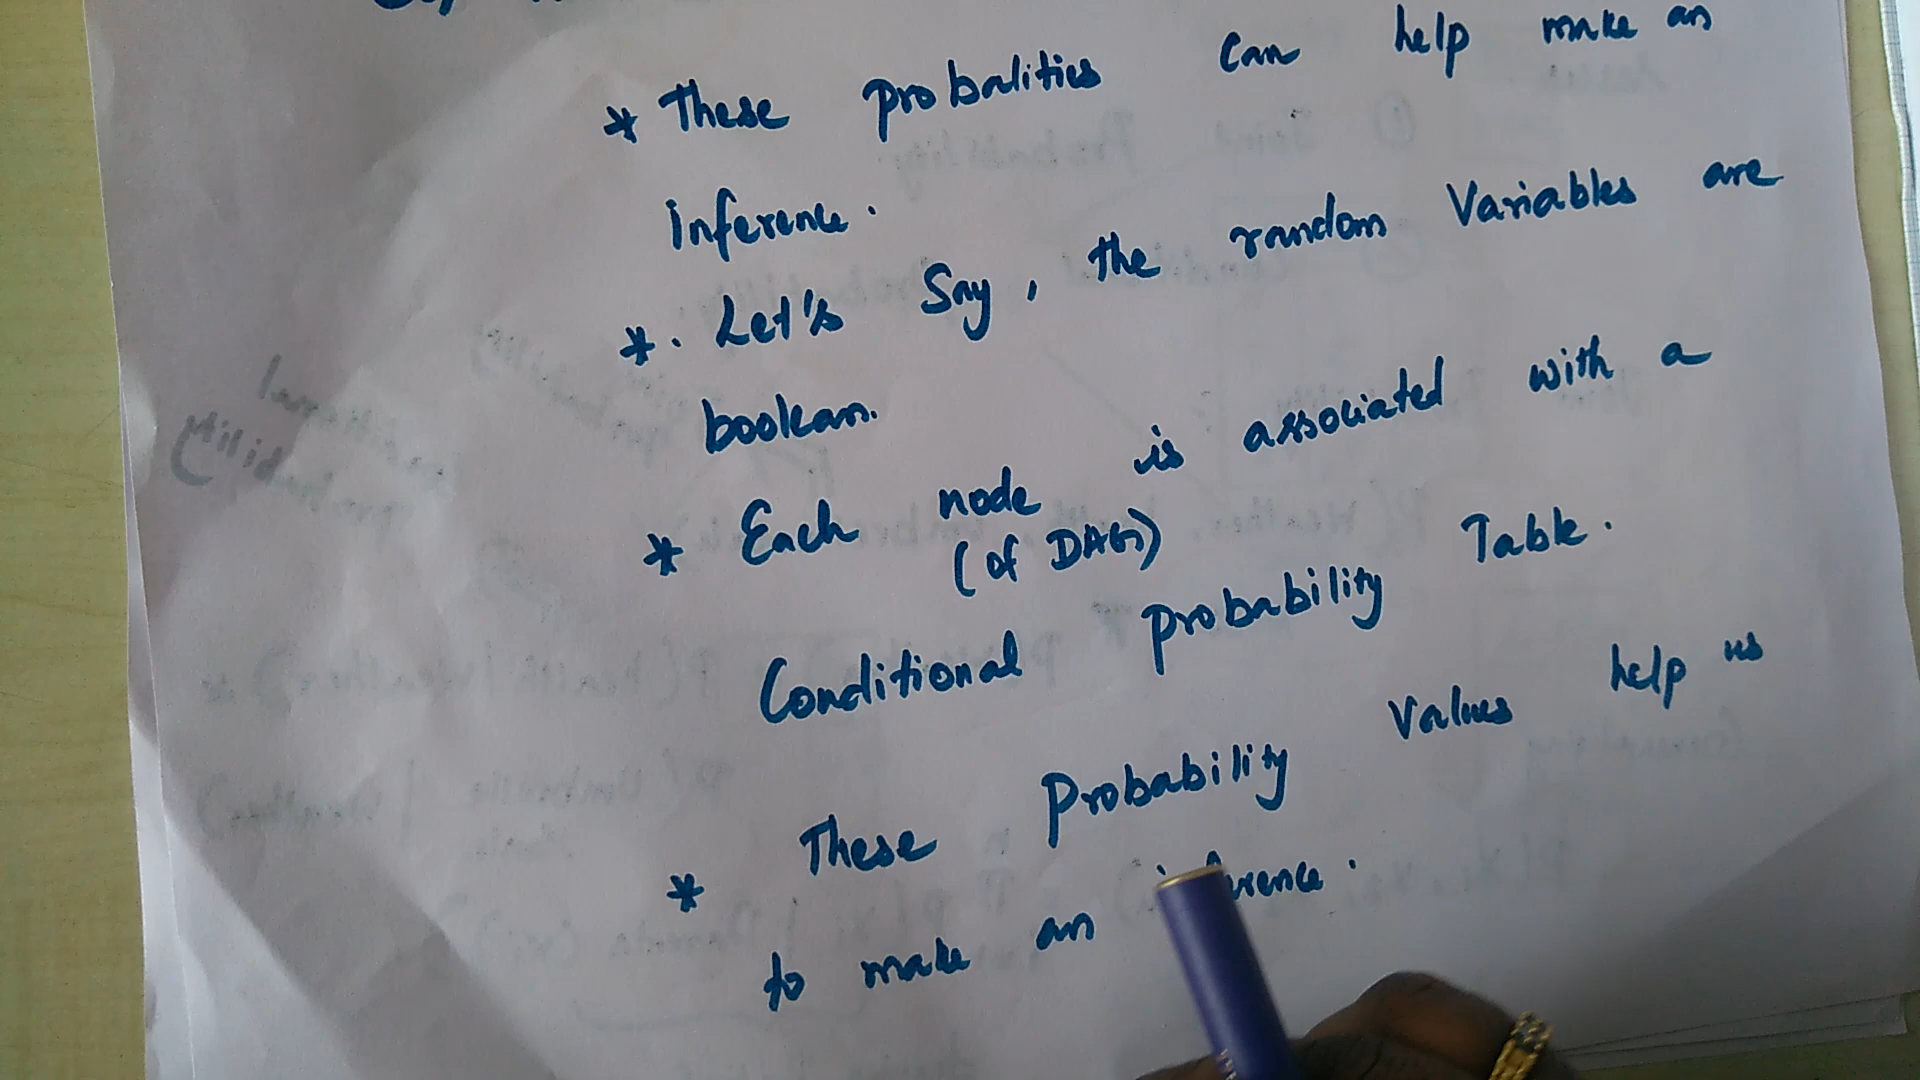 * These probalities can help make an
inference.
*. Let's Say, the random Variables are
boolean.
* Each node is associated with a
(of DAG)
Conditional probability Table.
* These Probability Values help us
to make an